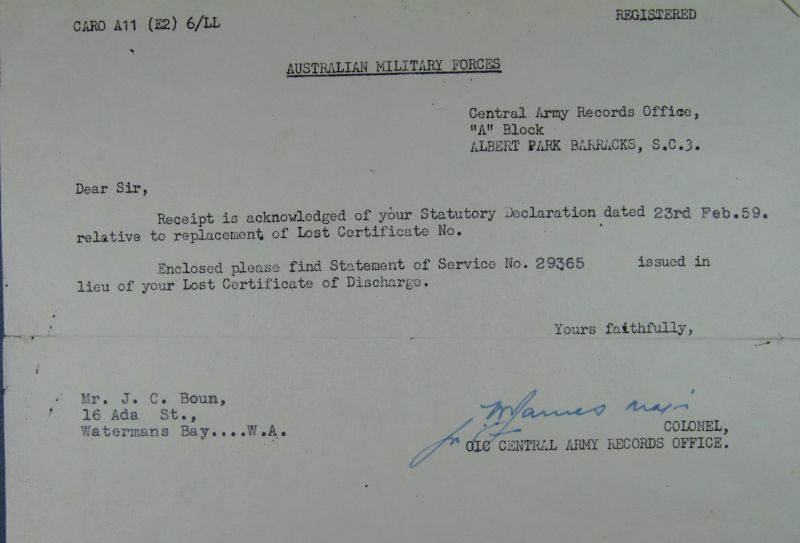 CARO A11 (E2) 6/LL
REGISTERED
AUSTRALIAN MILITARY FORCES
Central Army Records Office,
"A" Block
ALBERT PARK BARRACKS, S.C.3.
Dear Sir,
Receipt is acknowledged of your Statutory Declaration dated 23rd Feb.59.
relative to replacement of Lost Certificate No.
Enclosed please find Statement of Service No. 29365 issued in
lieu of your Lost Certificate of Discharge.
Yours faithfully,
Mr. J. C. Boun,
16 Ada St.,
Watermans Bay....W.A.
James
COLONEL,
OIC CENTRAL ARMY RECORDS OFFICE.